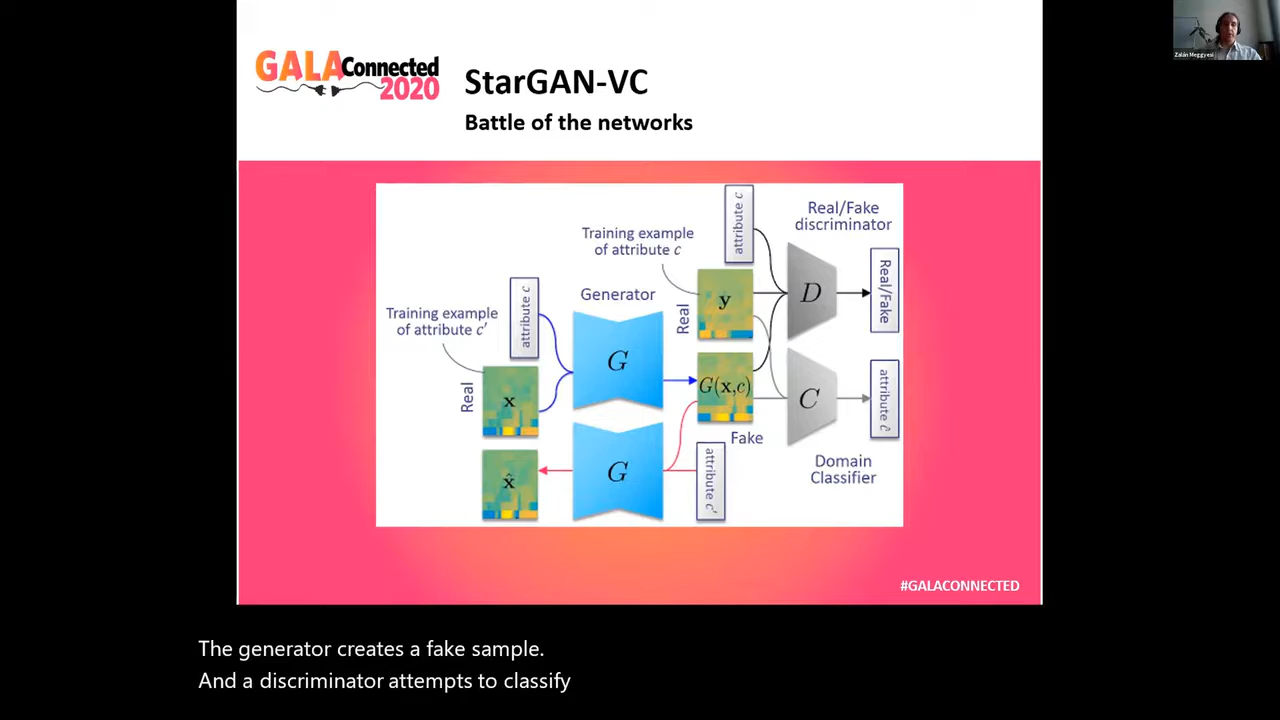 GALA Connected
2020
StarGAN-VC
Battle of the networks
Zalán Meggyesi
Training example
of attribute c'
Real
x
attribute c
Generator
G
Training example
of attribute c
Real
y
attribute c
G(x,c)
Fake
Real/Fake
discriminator
D
Real/Fake
C
attribute ĉ
Domain
Classifier
attribute c'
G
x̂
#GALACONNECTED
The generator creates a fake sample.
And a discriminator attempts to classify